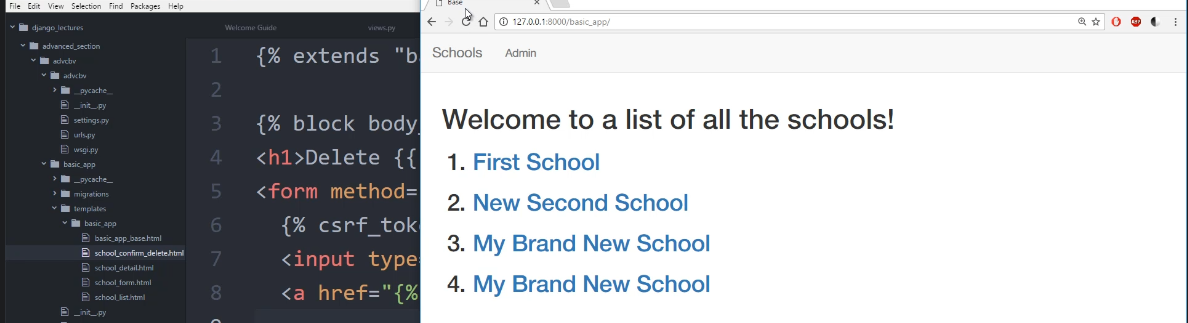 File Edit View Selection Find Packages Help
django_lectures
advanced_section
advcbv
advcbv
__pycache__
__init__.py
settings.py
urls.py
wsgi.py
basic_app
__pycache__
migrations
templates
basic_app
basic_app_base.html
school_confirm_delete.html
school_detail.html
school_form.html
school_list.html
__init__.py
Welcome Guide views.py
1 {% extends "b
2
3 {% block body_
4 <h1>Delete {{
5 <form method=
6 {% csrf_tok
7 <input type
8 <a href="{%
Base
127.0.0.1:8000/basic_app/
Schools Admin
Welcome to a list of all the schools!
1. First School
2. New Second School
3. My Brand New School
4. My Brand New School